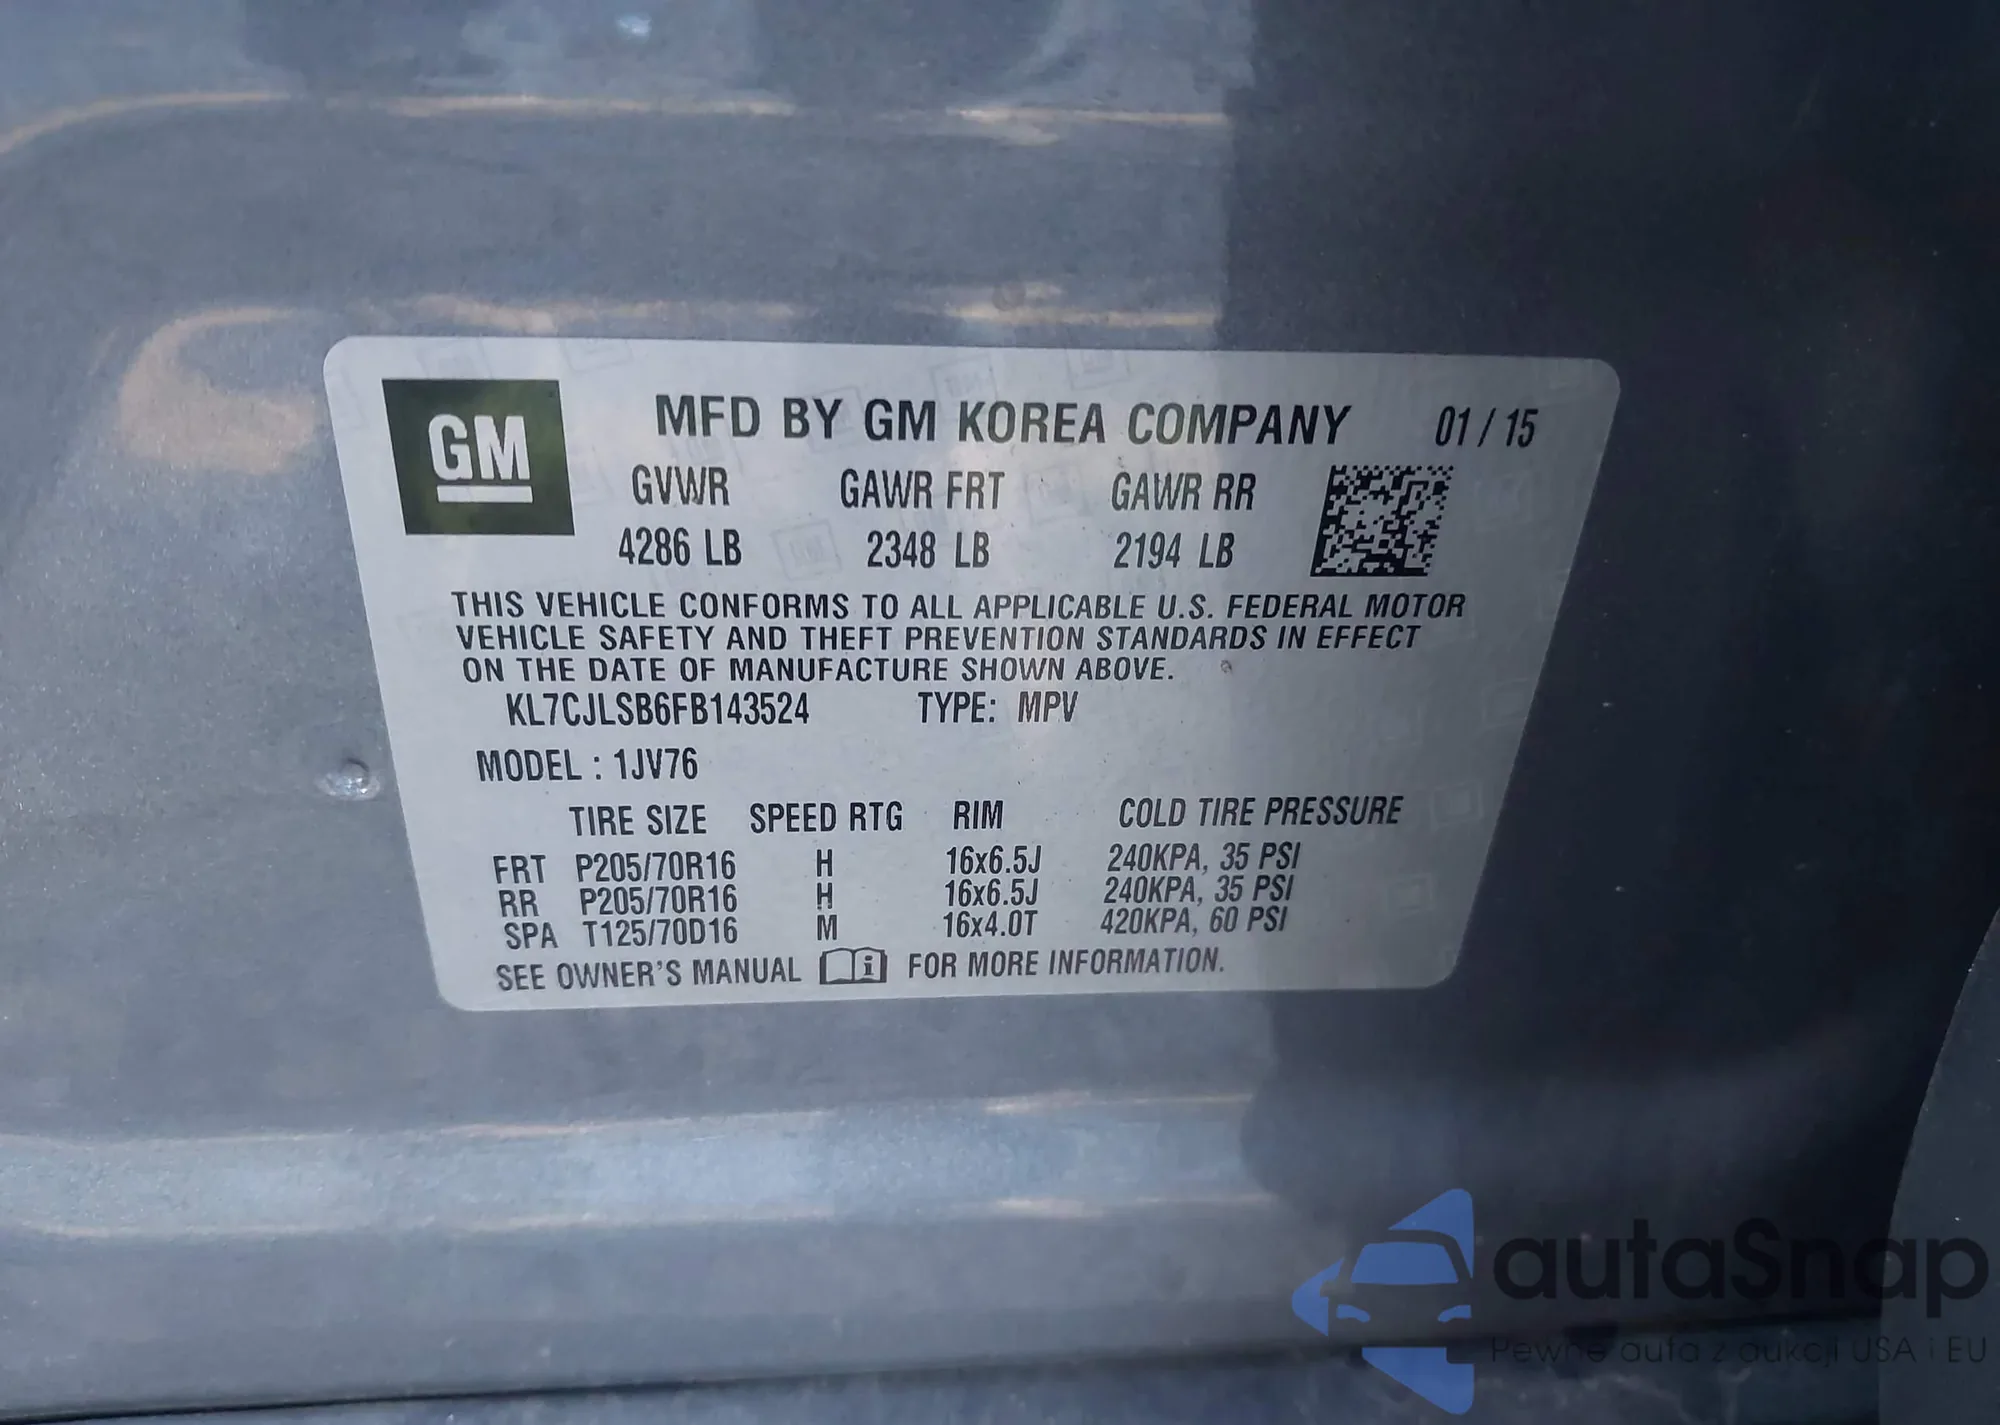 GM
MFD BY GM KOREA COMPANY 01 / 15
GVWR GAWR FRT GAWR RR
4286 LB 2348 LB 2194 LB
THIS VEHICLE CONFORMS TO ALL APPLICABLE U.S. FEDERAL MOTOR
VEHICLE SAFETY AND THEFT PREVENTION STANDARDS IN EFFECT
ON THE DATE OF MANUFACTURE SHOWN ABOVE.
KL7CJLSB6FB143524 TYPE: MPV
MODEL : 1JV76
TIRE SIZE SPEED RTG RIM COLD TIRE PRESSURE
FRT P205/70R16 H 16x6.5J 240KPA, 35 PSI
RR P205/70R16 H 16x6.5J 240KPA, 35 PSI
SPA T125/70D16 M 16x4.0T 420KPA, 60 PSI
SEE OWNER'S MANUAL i FOR MORE INFORMATION.
autaSnap
Pewne auta z aukcji USA i EU